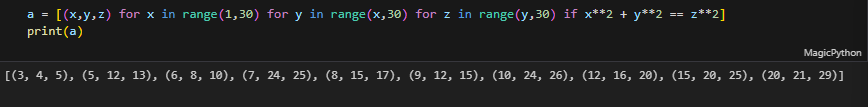 a = [(x,y,z) for x in range(1,30) for y in range(x,30) for z in range(y,30) if x**2 + y**2 == z**2]
print(a)
MagicPython
[(3, 4, 5), (5, 12, 13), (6, 8, 10), (7, 24, 25), (8, 15, 17), (9, 12, 15), (10, 24, 26), (12, 16, 20), (15, 20, 25), (20, 21, 29)]